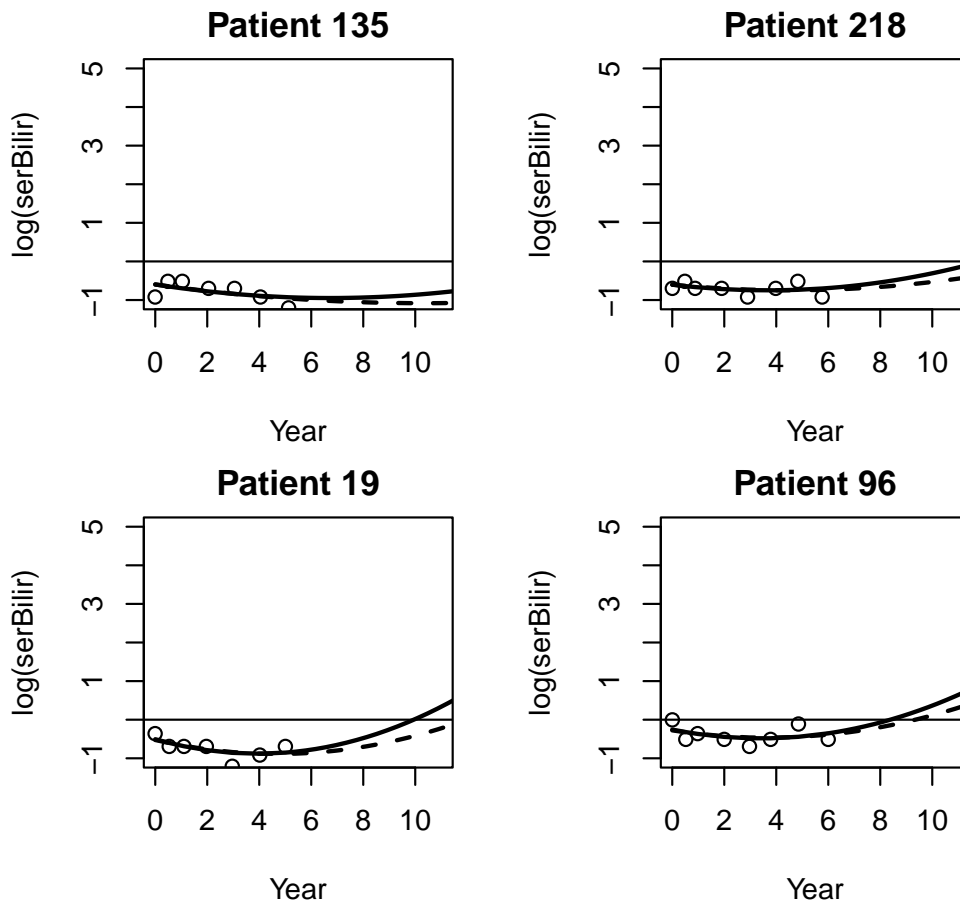 Patient 135
log(serBilir)
5
3
1
−1
0 2 4 6 8 10
Year
Patient 218
log(serBilir)
5
3
1
−1
0 2 4 6 8 10
Year
Patient 19
log(serBilir)
5
3
1
−1
0 2 4 6 8 10
Year
Patient 96
log(serBilir)
5
3
1
−1
0 2 4 6 8 10
Year